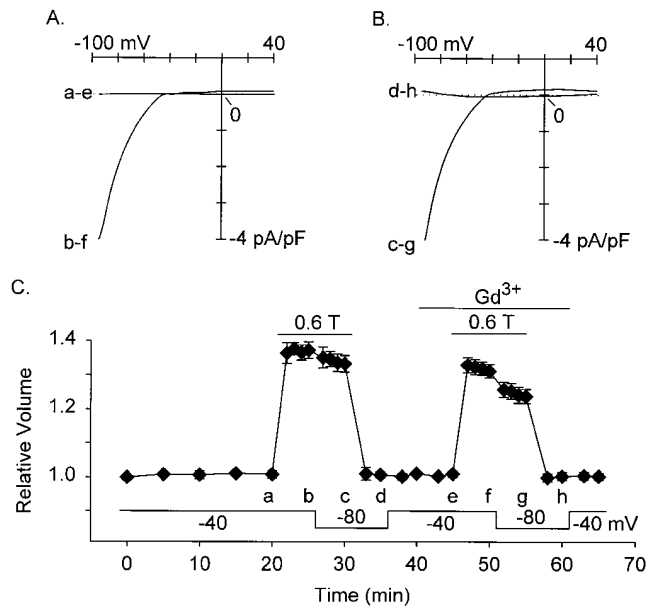 A.
-100 mV 40
a-e
0
b-f
-4 pA/pF
B.
-100 mV 40
d-h
0
c-g
-4 pA/pF
C.
Gd3+
0.6 T 0.6 T
1.4
1.2
1.0
Relative Volume
a b c d e f g h
-40 -80 -40 -80 -40 mV
0 10 20 30 40 50 60 70
Time (min)